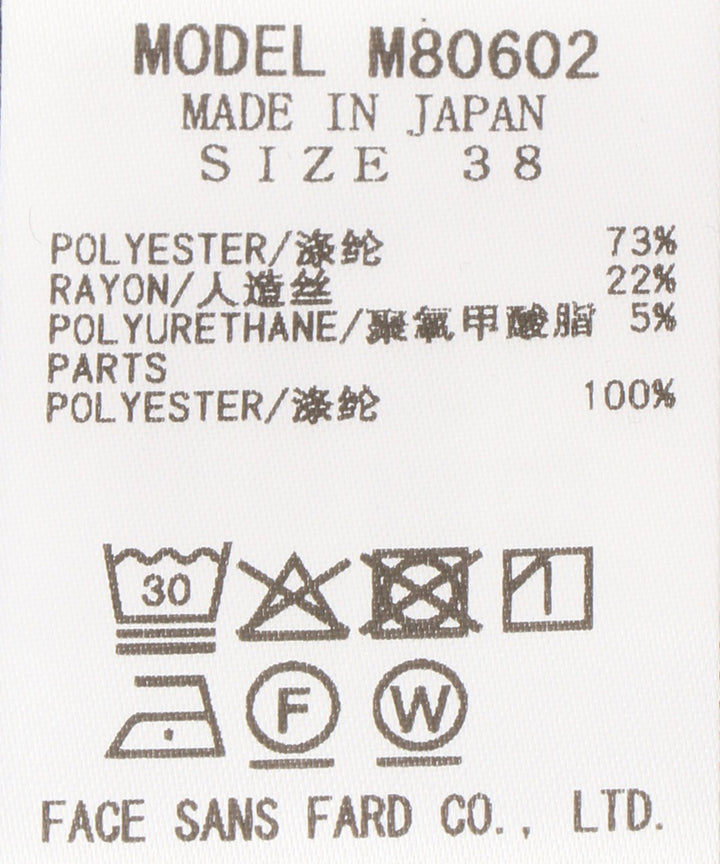 MODEL M80602
MADE IN JAPAN
SIZE 38
POLYESTER/涤纶 73%
RAYON/人造丝 22%
POLYURETHANE/聚氨甲酸脂 5%
PARTS
POLYESTER/涤纶 100%
30
F W
FACE SANS FARD CO., LTD.